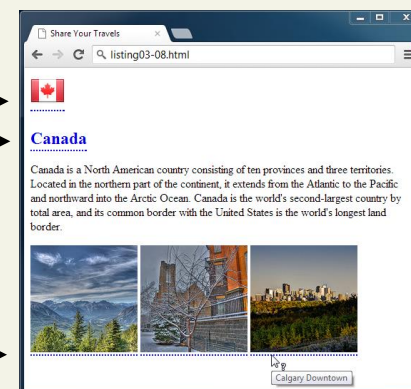 Share Your Travels
listing03-08.html
Canada
Canada is a North American country consisting of ten provinces and three territories.
Located in the northern part of the continent, it extends from the Atlantic to the Pacific
and northward into the Arctic Ocean. Canada is the world's second-largest country by
total area, and its common border with the United States is the world's longest land
border.
Calgary Downtown